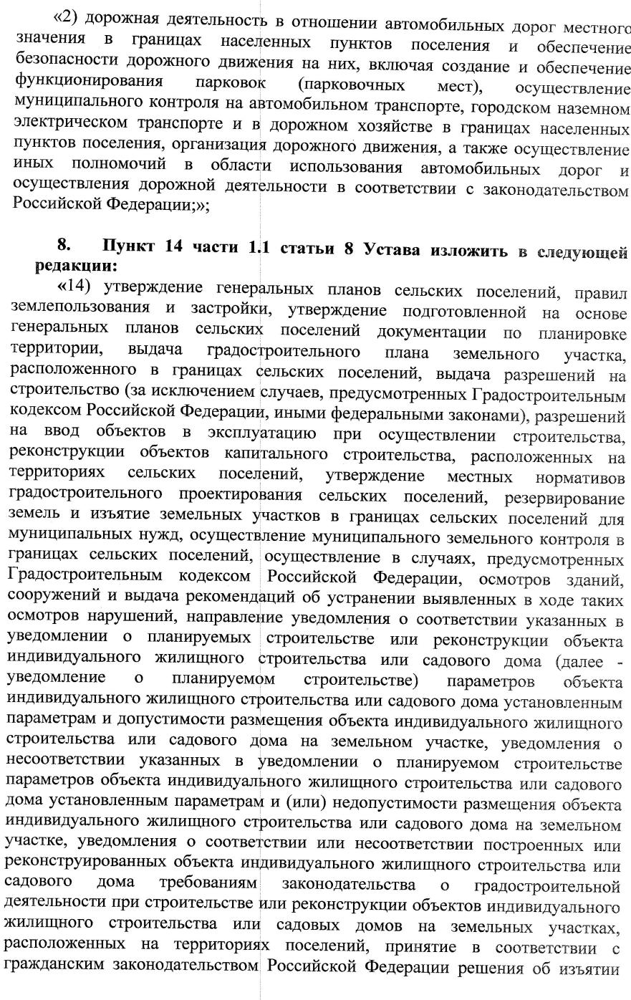 «2) дорожная деятельность в отношении автомобильных дорог местного
значения в границах населенных пунктов поселения и обеспечение
безопасности дорожного движения на них, включая создание и обеспечение
функционирования парковок (парковочных мест), осуществление
муниципального контроля на автомобильном транспорте, городском наземном
электрическом транспорте и в дорожном хозяйстве в границах населенных
пунктов поселения, организация дорожного движения, а также осуществление
иных полномочий в области использования автомобильных дорог и
осуществления дорожной деятельности в соответствии с законодательством
Российской Федерации;»;
8. Пункт 14 части 1.1 статьи 8 Устава изложить в следующей
редакции:
«14) утверждение генеральных планов сельских поселений, правил
землепользования и застройки, утверждение подготовленной на основе
генеральных планов сельских поселений документации по планировке
территории, выдача градостроительного плана земельного участка,
расположенного в границах сельских поселений, выдача разрешений на
строительство (за исключением случаев, предусмотренных Градостроительным
кодексом Российской Федерации, иными федеральными законами), разрешений
на ввод объектов в эксплуатацию при осуществлении строительства,
реконструкции объектов капитального строительства, расположенных на
территориях сельских поселений, утверждение местных нормативов
градостроительного проектирования сельских поселений, резервирование
земель и изъятие земельных участков в границах сельских поселений для
муниципальных нужд, осуществление муниципального земельного контроля в
границах сельских поселений, осуществление в случаях, предусмотренных
Градостроительным кодексом Российской Федерации, осмотров зданий,
сооружений и выдача рекомендаций об устранении выявленных в ходе таких
осмотров нарушений, направление уведомления о соответствии указанных в
уведомлении о планируемых строительстве или реконструкции объекта
индивидуального жилищного строительства или садового дома (далее -
уведомление о планируемом строительстве) параметров объекта
индивидуального жилищного строительства или садового дома установленным
параметрам и допустимости размещения объекта индивидуального жилищного
строительства или садового дома на земельном участке, уведомления о
несоответствии указанных в уведомлении о планируемом строительстве
параметров объекта индивидуального жилищного строительства или садового
дома установленным параметрам и (или) недопустимости размещения объекта
индивидуального жилищного строительства или садового дома на земельном
участке, уведомления о соответствии или несоответствии построенных или
реконструированных объекта индивидуального жилищного строительства или
садового дома требованиям законодательства о градостроительной
деятельности при строительстве или реконструкции объектов индивидуального
жилищного строительства или садовых домов на земельных участках,
расположенных на территориях поселений, принятие в соответствии с
гражданским законодательством Российской Федерации решения об изъятии